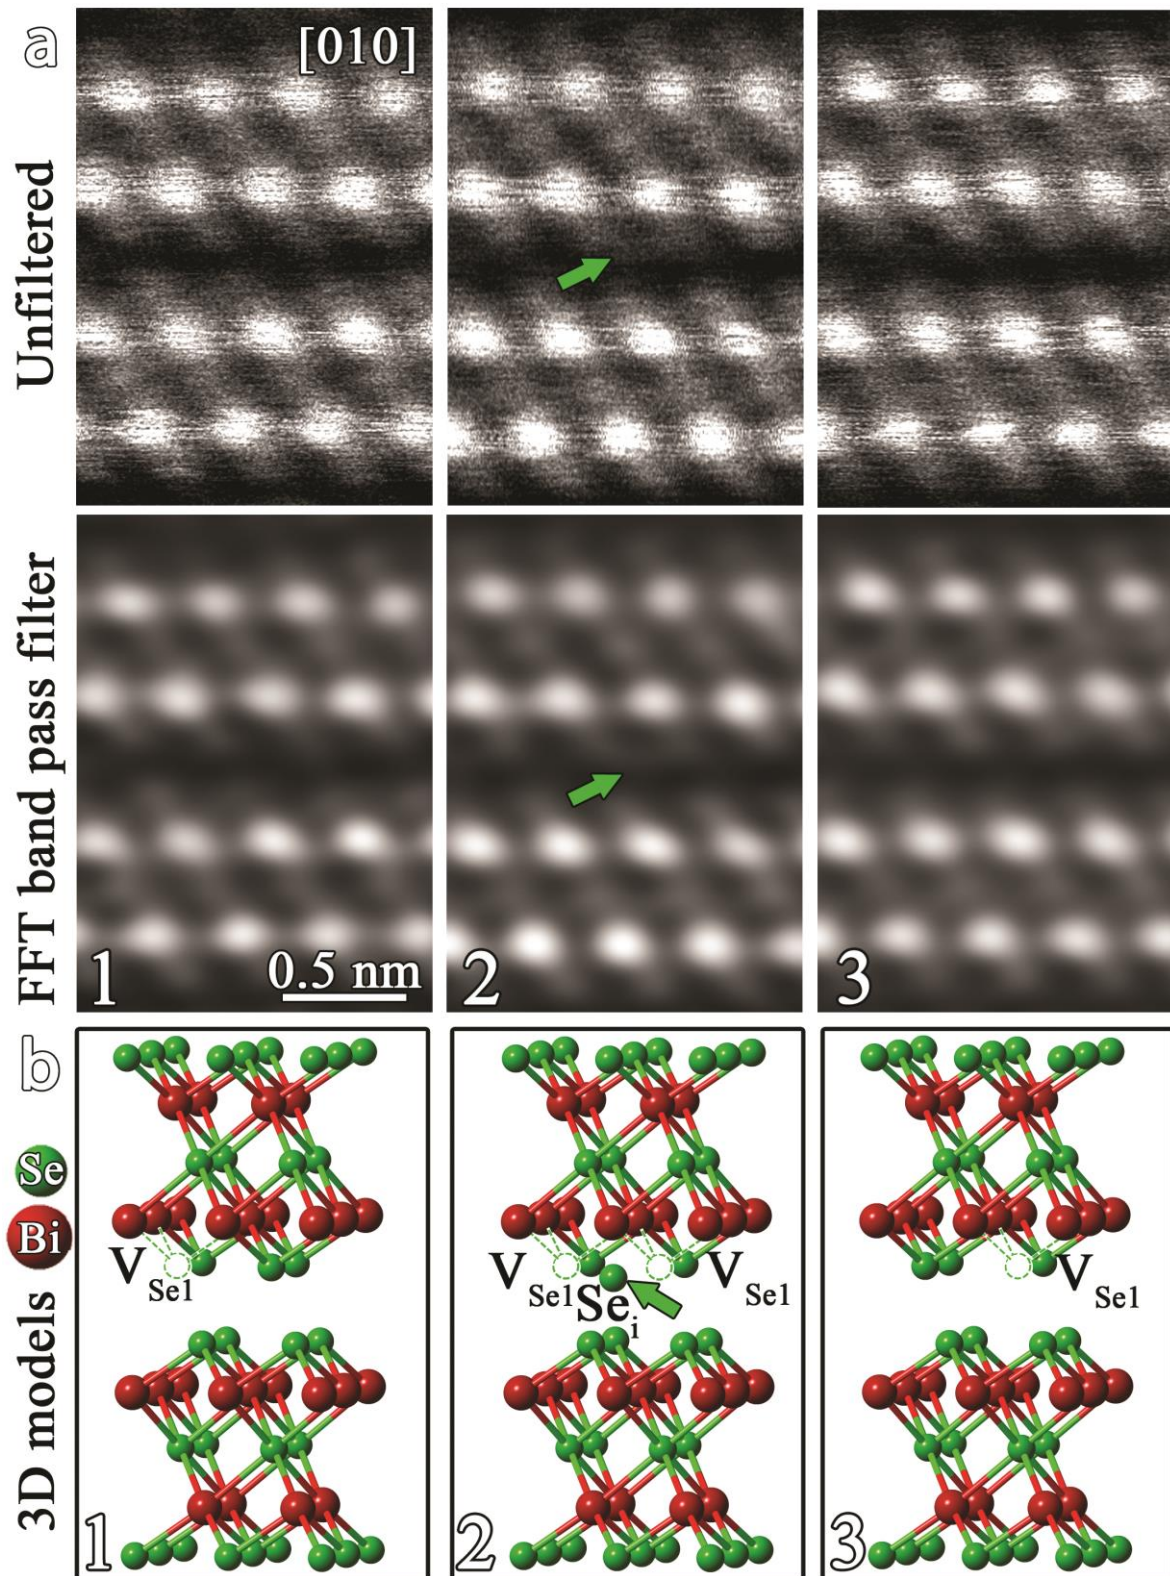 a
[010]
Unfiltered
FFT band pass filter
1
0.5 nm
2
3
b
Se
Bi
3D models
V Se1
1
V Se1
Se i
V Se1
2
V Se1
3